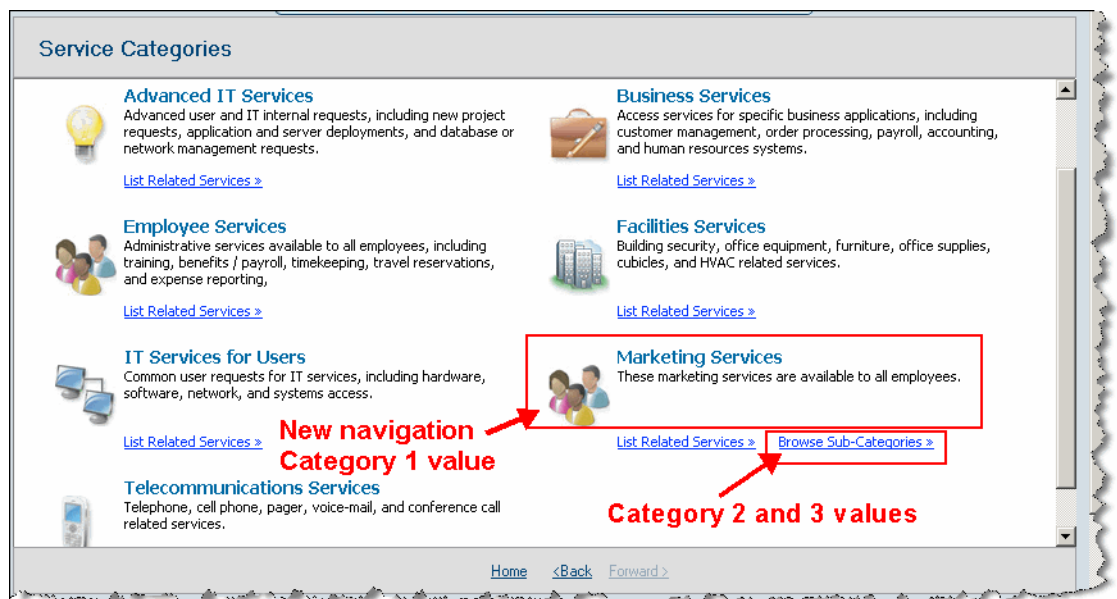 Service Categories
Advanced IT Services
Advanced user and IT internal requests, including new project
requests, application and server deployments, and database or
network management requests.
List Related Services »
Business Services
Access services for specific business applications, including
customer management, order processing, payroll, accounting,
and human resources systems.
List Related Services »
Employee Services
Administrative services available to all employees, including
training, benefits / payroll, timekeeping, travel reservations,
and expense reporting,
List Related Services »
Facilities Services
Building security, office equipment, furniture, office supplies,
cubicles, and HVAC related services.
List Related Services »
IT Services for Users
Common user requests for IT services, including hardware,
software, network, and systems access.
List Related Services »
Marketing Services
These marketing services are available to all employees.
List Related Services » Browse Sub-Categories »
New navigation
Category 1 value
Category 2 and 3 values
Telecommunications Services
Telephone, cell phone, pager, voice-mail, and conference call
related services.
Home <Back Forward >